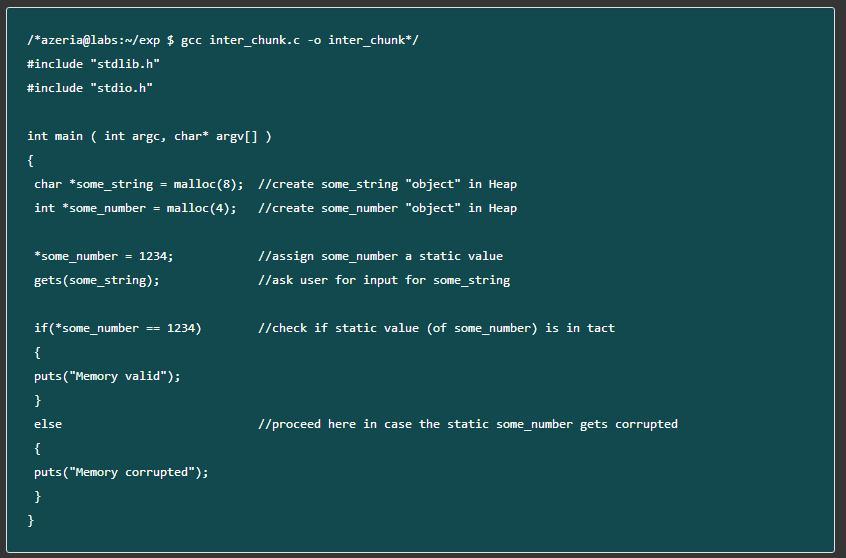 /*azeria@labs:~/exp $ gcc inter_chunk.c -o inter_chunk*/
#include "stdlib.h"
#include "stdio.h"
int main ( int argc, char* argv[] )
{
char *some_string = malloc(8);  //create some_string "object" in Heap
int *some_number = malloc(4);   //create some_number "object" in Heap
*some_number = 1234;            //assign some_number a static value
gets(some_string);              //ask user for input for some_string
if(*some_number == 1234)        //check if static value (of some_number) is in tact
{
puts("Memory valid");
}
else                            //proceed here in case the static some_number gets corrupted
{
puts("Memory corrupted");
}
}